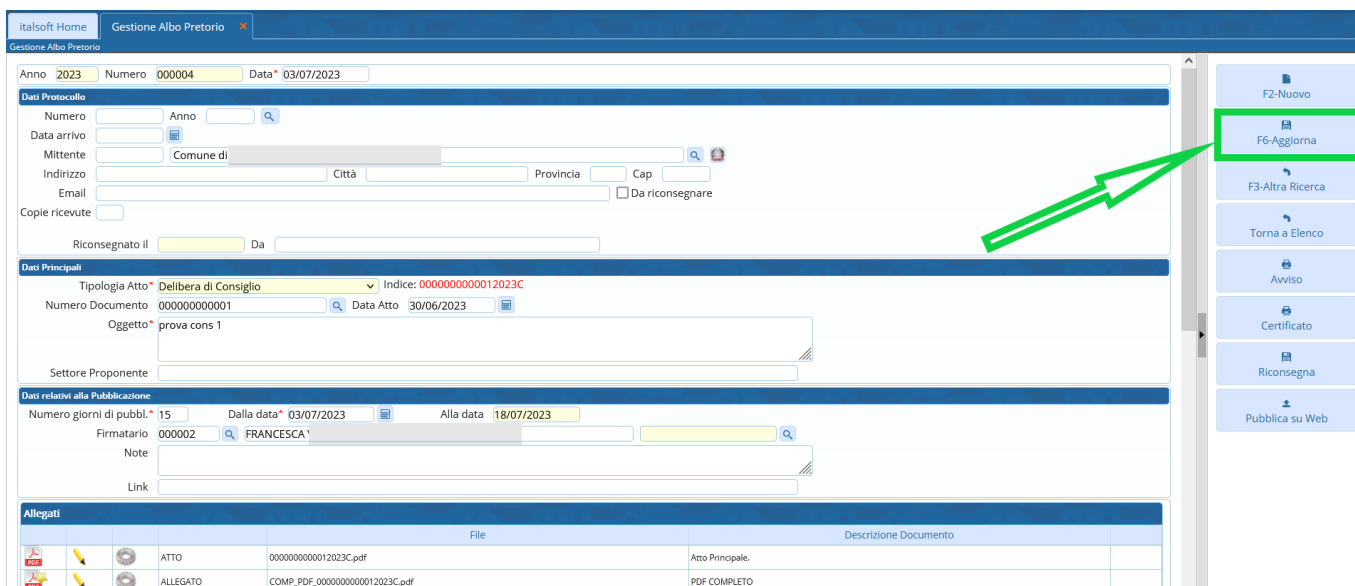 italsoft Home Gestione Albo Pretorio ×
Gestione Albo Pretorio
Anno 2023 Numero 000004 Data* 03/07/2023
Dati Protocollo
Numero Anno
Data arrivo
Mittente Comune di
Indirizzo Città Provincia Cap
Email Da riconsegnare
Copie ricevute
Riconsegnato il Da
Dati Principali
Tipologia Atto* Delibera di Consiglio Indice: 0000000000012023C
Numero Documento 000000000001 Data Atto 30/06/2023
Oggetto* prova cons 1
Settore Proponente
Dati relativi alla Pubblicazione
Numero giorni di pubbl.* 15 Dalla data* 03/07/2023 Alla data 18/07/2023
Firmatario 000002 FRANCESCA
Note
Link
Allegati
File Descrizione Documento
PDF ATTO 0000000000012023C.pdf Atto Principale.
PDF ALLEGATO COMP_PDF_0000000000012023C.pdf PDF COMPLETO
F2-Nuovo
F6-Aggiorna
F3-Altra Ricerca
Torna a Elenco
Avviso
Certificato
Riconsegna
Pubblica su Web